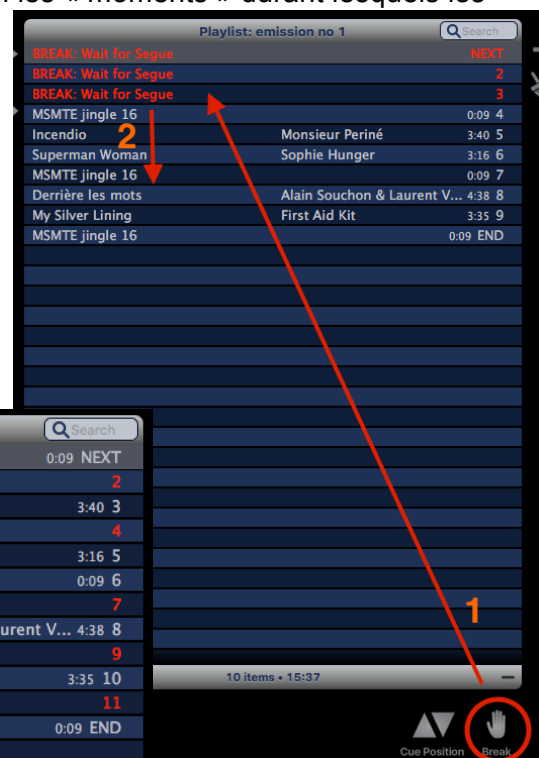 les « moments » durant lesquels les
Playlist: emission no 1 Search
BREAK: Wait for Segue NEXT
BREAK: Wait for Segue 2
BREAK: Wait for Segue 3
MSMTE jingle 16 0:09 4
Incendio Monsieur Periné 3:40 5
Superman Woman Sophie Hunger 3:16 6
MSMTE jingle 16 0:09 7
Derrière les mots Alain Souchon & Laurent V... 4:38 8
My Silver Lining First Aid Kit 3:35 9
MSMTE jingle 16 0:09 END
2
1
10 items • 15:37
Cue Position Break
Search
0:09 NEXT
2
3:40 3
4
3:16 5
0:09 6
7
urent V... 4:38 8
9
3:35 10
11
0:09 END